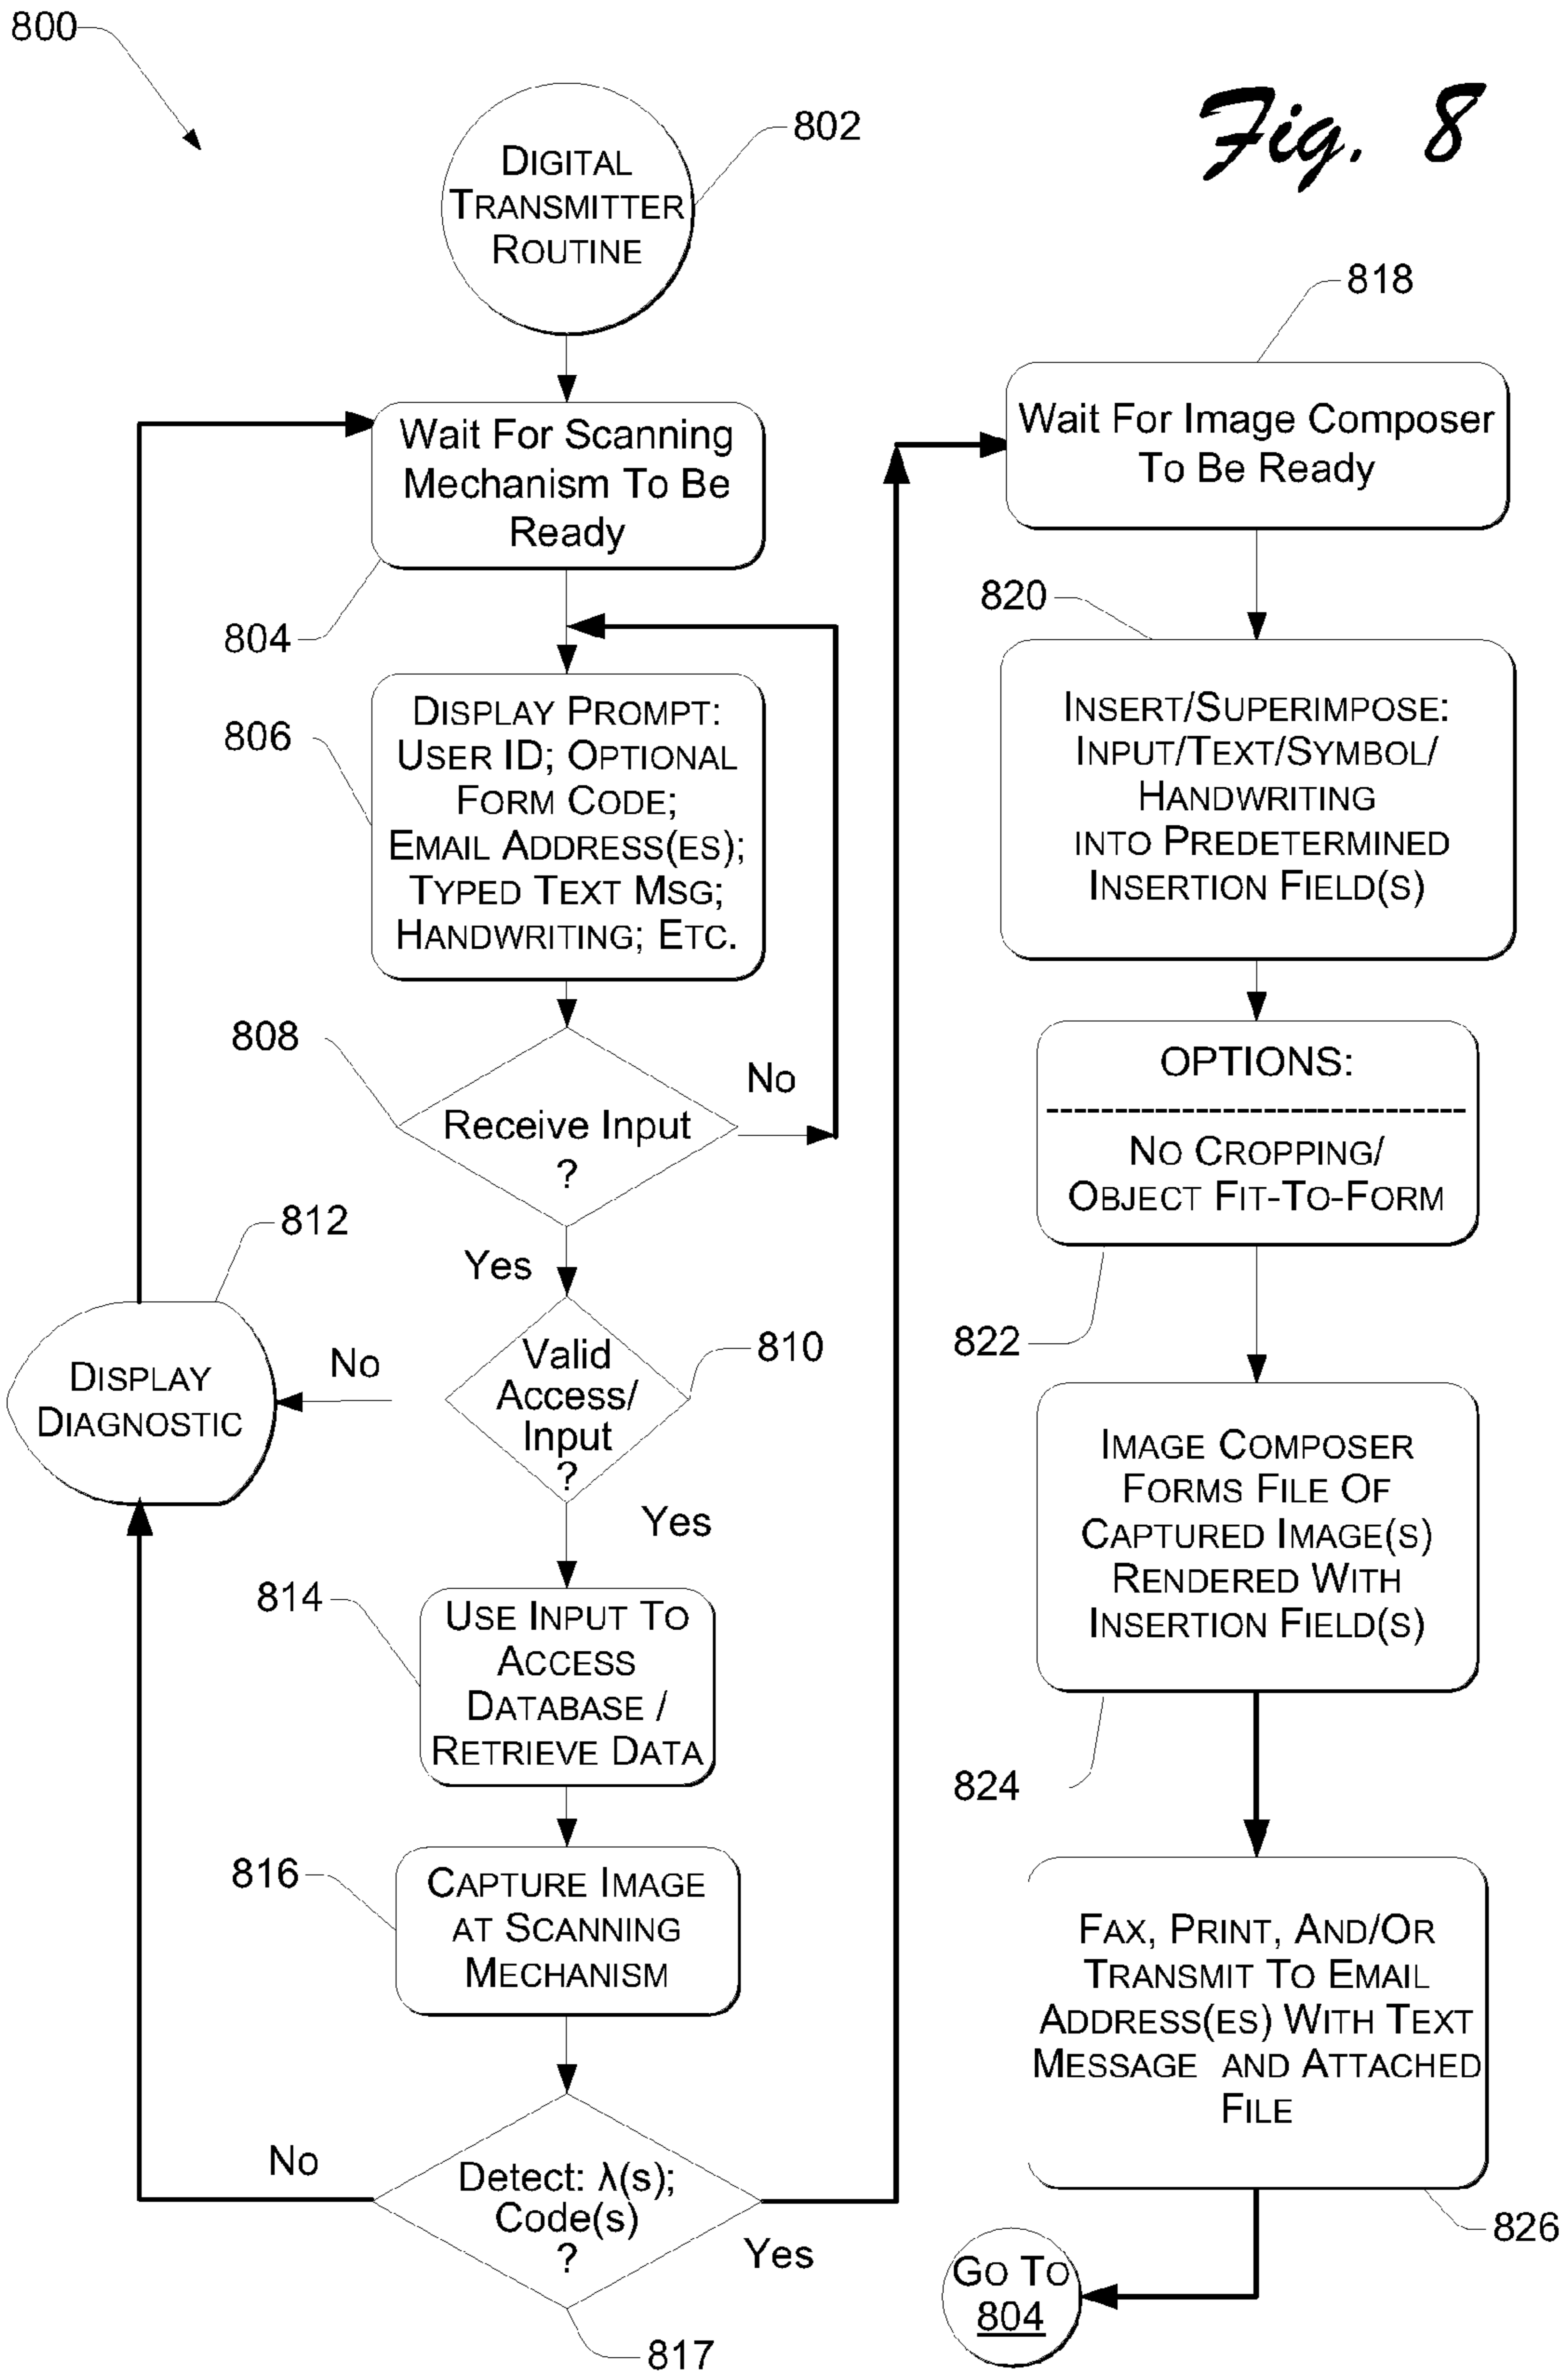 800
Fig. 8
802
DIGITAL
TRANSMITTER
ROUTINE
Wait For Scanning
Mechanism To Be
Ready
804
806
DISPLAY PROMPT:
USER ID; OPTIONAL
FORM CODE;
EMAIL ADDRESS(ES);
TYPED TEXT MSG;
HANDWRITING; ETC.
808
Receive Input
?
No
Yes
812
DISPLAY
DIAGNOSTIC
No
Valid
Access/
Input
?
810
Yes
814
USE INPUT TO
ACCESS
DATABASE /
RETRIEVE DATA
816
CAPTURE IMAGE
AT SCANNING
MECHANISM
No
Detect: λ(s);
Code(s)
?
Yes
817
818
Wait For Image Composer
To Be Ready
820
INSERT/SUPERIMPOSE:
INPUT/TEXT/SYMBOL/
HANDWRITING
INTO PREDETERMINED
INSERTION FIELD(S)
OPTIONS:
NO CROPPING/
OBJECT FIT-TO-FORM
822
IMAGE COMPOSER
FORMS FILE OF
CAPTURED IMAGE(S)
RENDERED WITH
INSERTION FIELD(S)
824
FAX, PRINT, AND/OR
TRANSMIT TO EMAIL
ADDRESS(ES) WITH TEXT
MESSAGE AND ATTACHED
FILE
826
GO TO
804